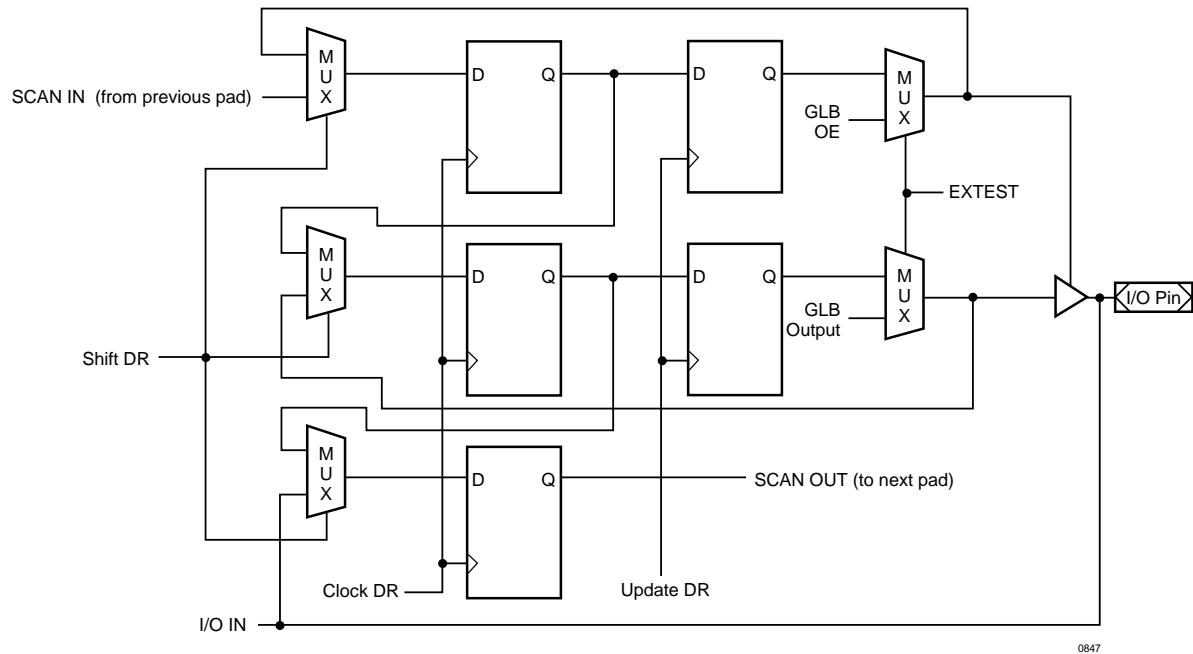 M
U
X
D Q
D Q
M
U
X
SCAN IN (from previous pad)
GLB
OE
EXTEST
M
U
X
D Q
D Q
M
U
X
GLB
Output
I/O Pin
Shift DR
M
U
X
D Q
SCAN OUT (to next pad)
Clock DR
Update DR
I/O IN
0847